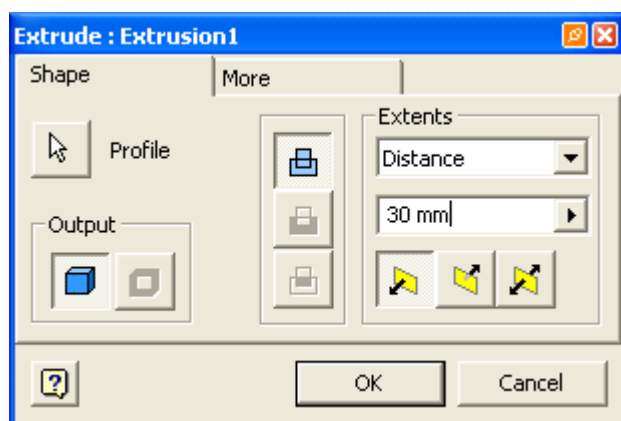 Extrude : Extrusion1
Shape
More
Profile
Output
Extents
Distance
30 mm
?
OK
Cancel